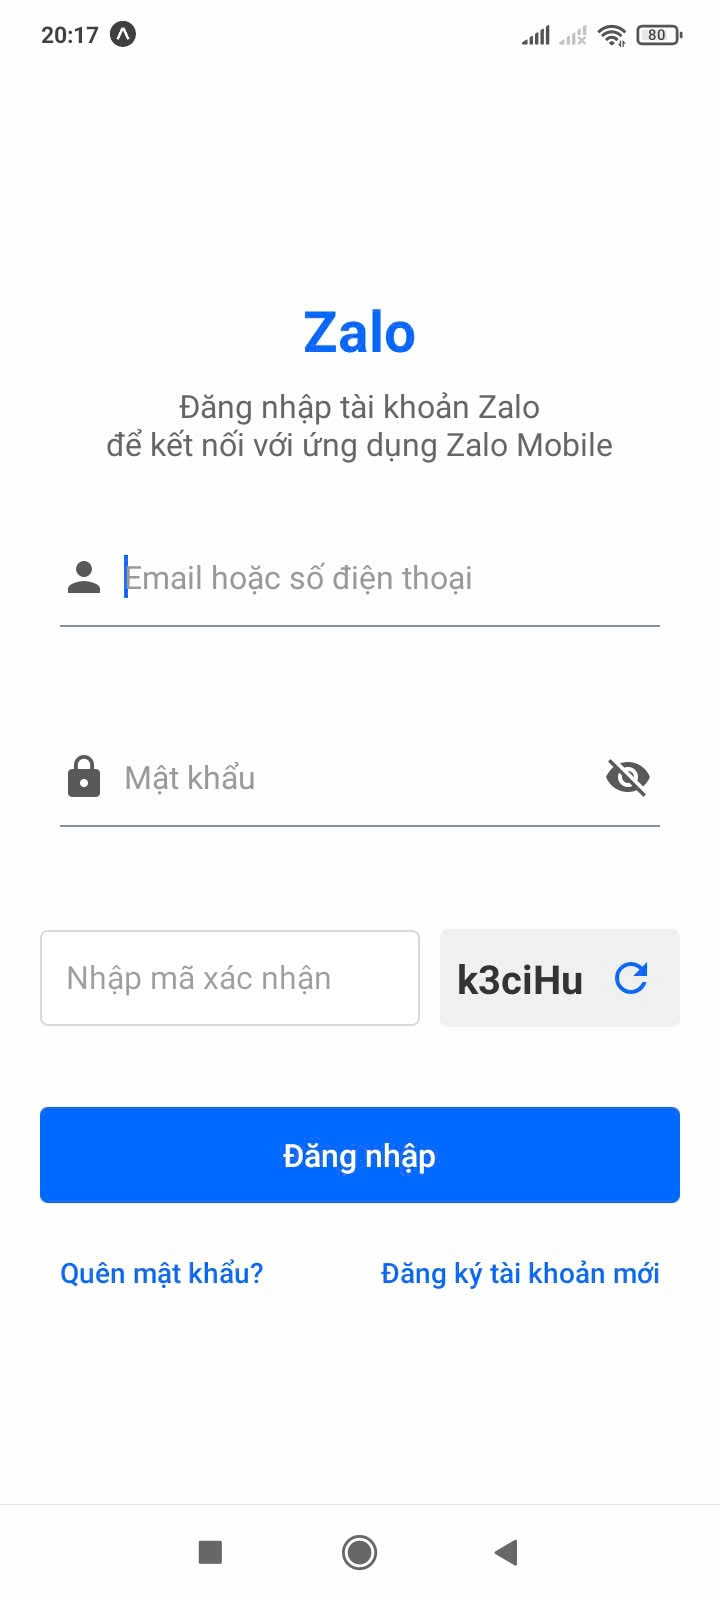 20:17
80
Zalo
Đăng nhập tài khoản Zalo
để kết nối với ứng dụng Zalo Mobile
Email hoặc số điện thoại
Mật khẩu
Nhập mã xác nhận
k3ciHu
Đăng nhập
Quên mật khẩu?
Đăng ký tài khoản mới